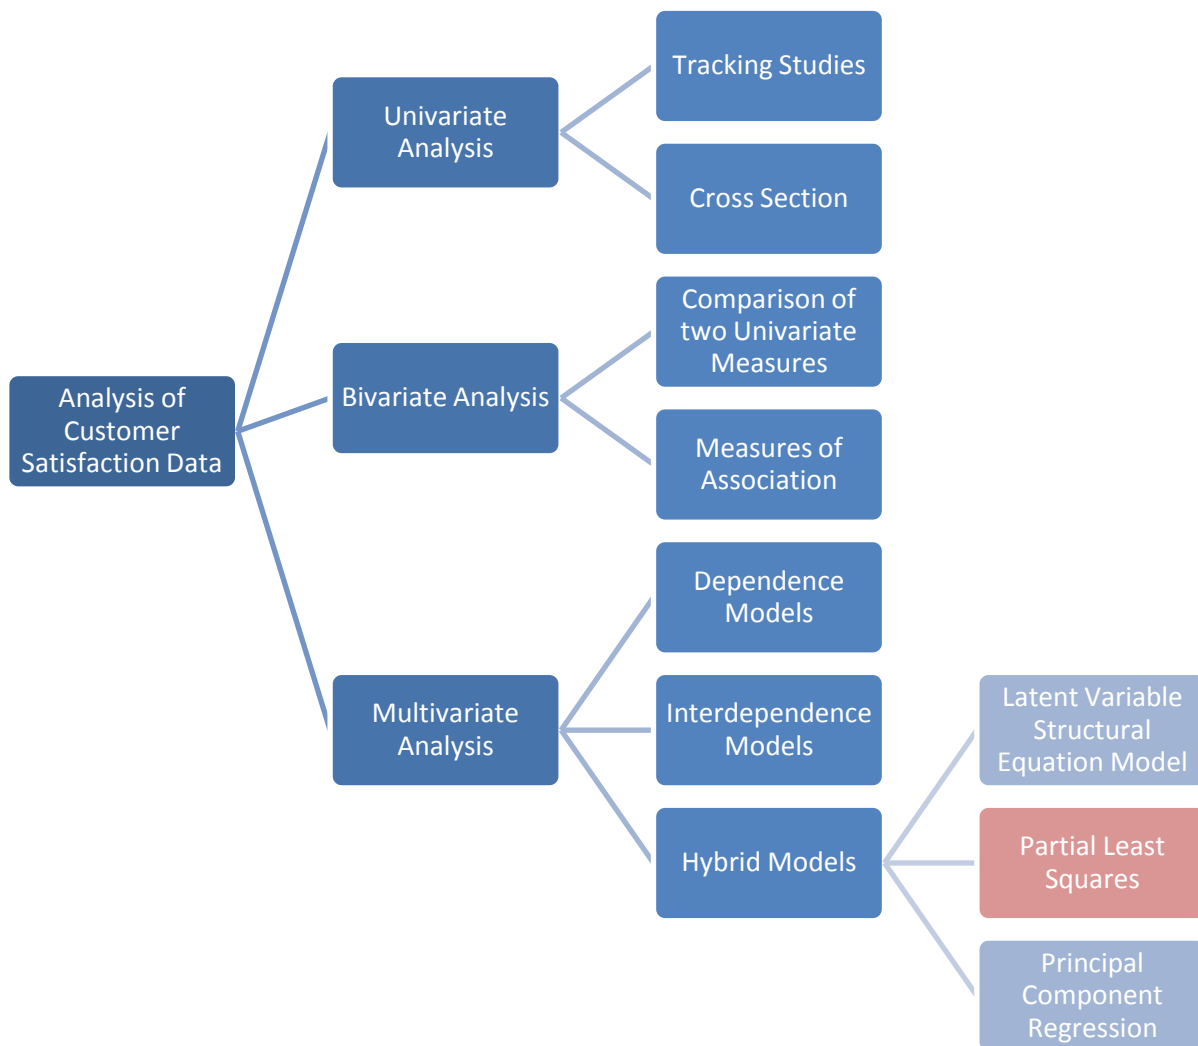 Analysis of
Customer
Satisfaction Data
Univariate
Analysis
Tracking Studies
Cross Section
Bivariate Analysis
Comparison of
two Univariate
Measures
Measures of
Association
Multivariate
Analysis
Dependence
Models
Interdependence
Models
Hybrid Models
Latent Variable
Structural
Equation Model
Partial Least
Squares
Principal
Component
Regression